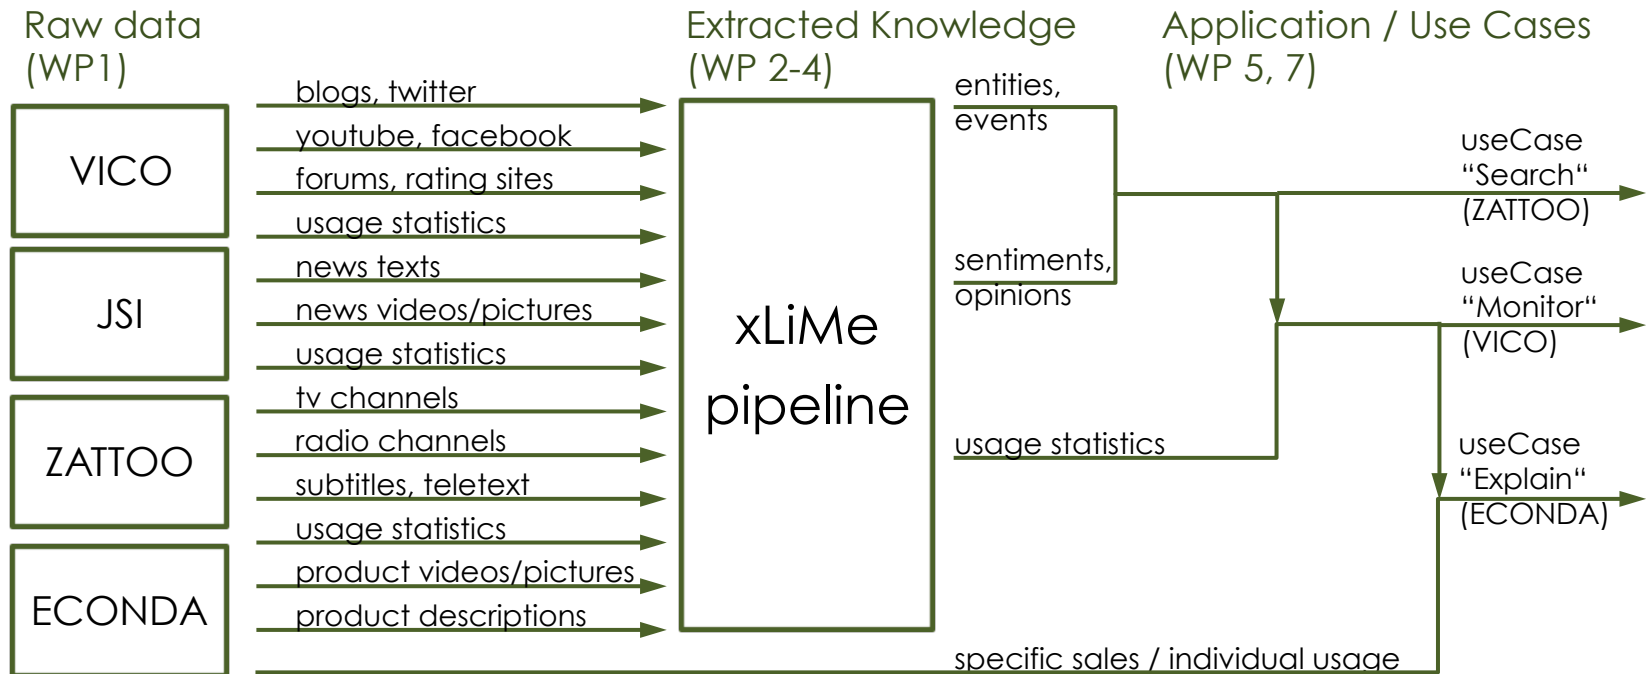 Raw data
(WP1)
Extracted Knowledge
(WP 2-4)
Application / Use Cases
(WP 5, 7)
VICO
JSI
ZATTOO
ECONDA
blogs, twitter
youtube, facebook
forums, rating sites
usage statistics
news texts
news videos/pictures
usage statistics
tv channels
radio channels
subtitles, teletext
usage statistics
product videos/pictures
product descriptions
xLiMe
pipeline
entities,
events
sentiments,
opinions
usage statistics
specific sales / individual usage
useCase
“Search“
(ZATTOO)
useCase
“Monitor“
(VICO)
useCase
“Explain“
(ECONDA)